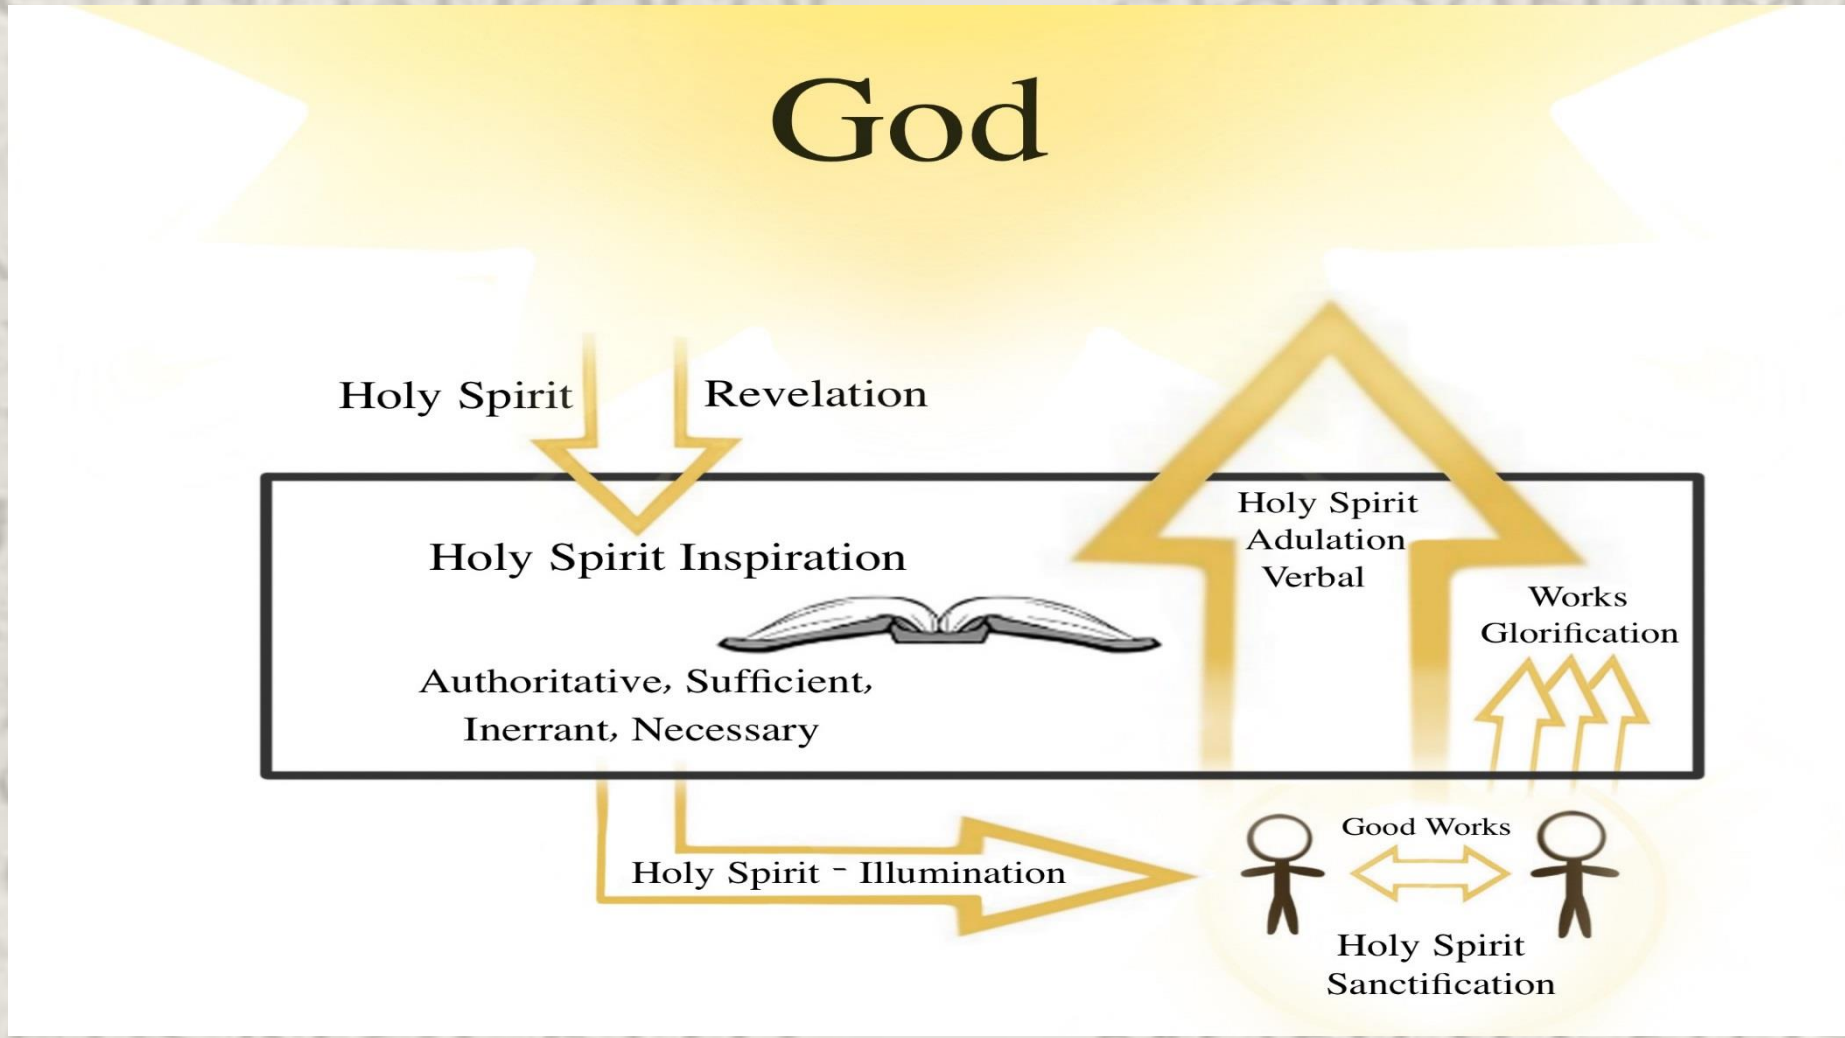 God
Holy Spirit
Revelation
Holy Spirit Inspiration
Authoritative, Sufficient,
Inerrant, Necessary
Holy Spirit
Adulation
Verbal
Works
Glorification
Holy Spirit - Illumination
Good Works
Holy Spirit
Sanctification